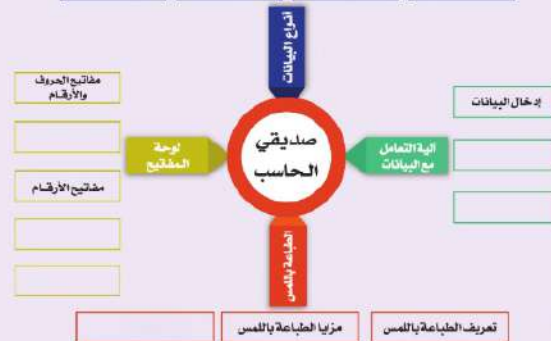 أنواع البيانات
مفاتيح الحروف
والأرقام
إدخال البيانات
صديقي
الحاسب
لوحة
المفاتيح
آلية التعامل
مع البيانات
مفاتيح الأرقام
الطباعة باللمس
تعريف الطباعة باللمس
مزايا الطباعة باللمس